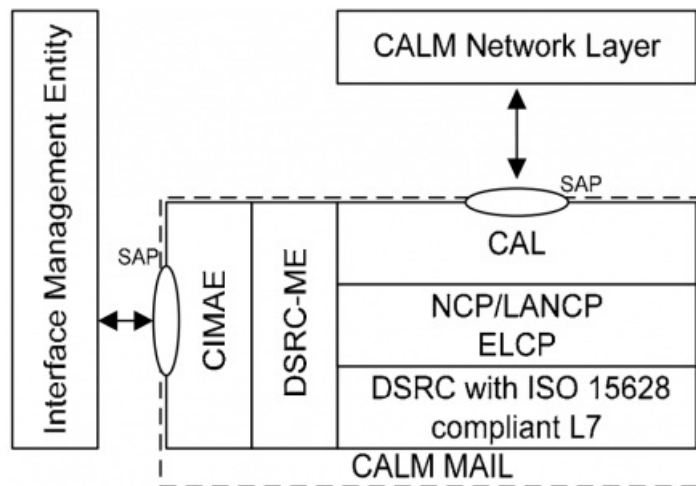 Interface Management Entity
CALM Network Layer
SAP
SAP
CIMAE
DSRC-ME
CAL
NCP/LANCP
ELCP
DSRC with ISO 15628
compliant L7
CALM MAIL